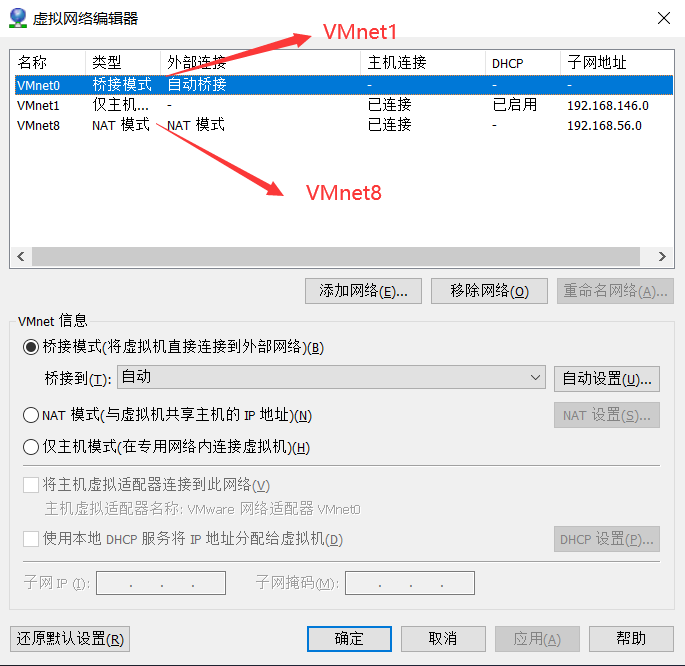 虚拟网络编辑器
VMnet1
名称 类型 外部连接 主机连接 DHCP 子网地址
VMnet0 桥接模式 自动桥接 - - -
VMnet1 仅主机... - 已连接 已启用 192.168.146.0
VMnet8 NAT 模式 NAT 模式 已连接 - 192.168.56.0
VMnet8
添加网络(E)... 移除网络(O) 重命名网络(A)...
VMnet 信息
桥接模式(将虚拟机直接连接到外部网络)(B)
桥接到(T): 自动 自动设置(U)...
NAT 模式(与虚拟机共享主机的 IP 地址)(N) NAT 设置(S)...
仅主机模式(在专用网络内连接虚拟机)(H)
将主机虚拟适配器连接到此网络(V)
主机虚拟适配器名称: VMware 网络适配器 VMnet0
使用本地 DHCP 服务将 IP 地址分配给虚拟机(D) DHCP 设置(P)...
子网 IP (I): . . . 子网掩码(M): . . .
还原默认设置(R) 确定 取消 应用(A) 帮助